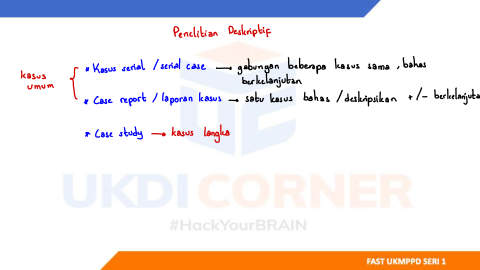 Penelitian Deskriptif
* Kasus serial / serial case → gabungan beberapa kasus sama, bahas
berkelanjutan
kasus
umum
* Case report / laporan kasus → satu kasus bahas / deskripsikan +/- berkelanjuta
* Case study → kasus langka
UKDI CORNER
#HackYourBRAIN
FAST UKMPPD SERI 1